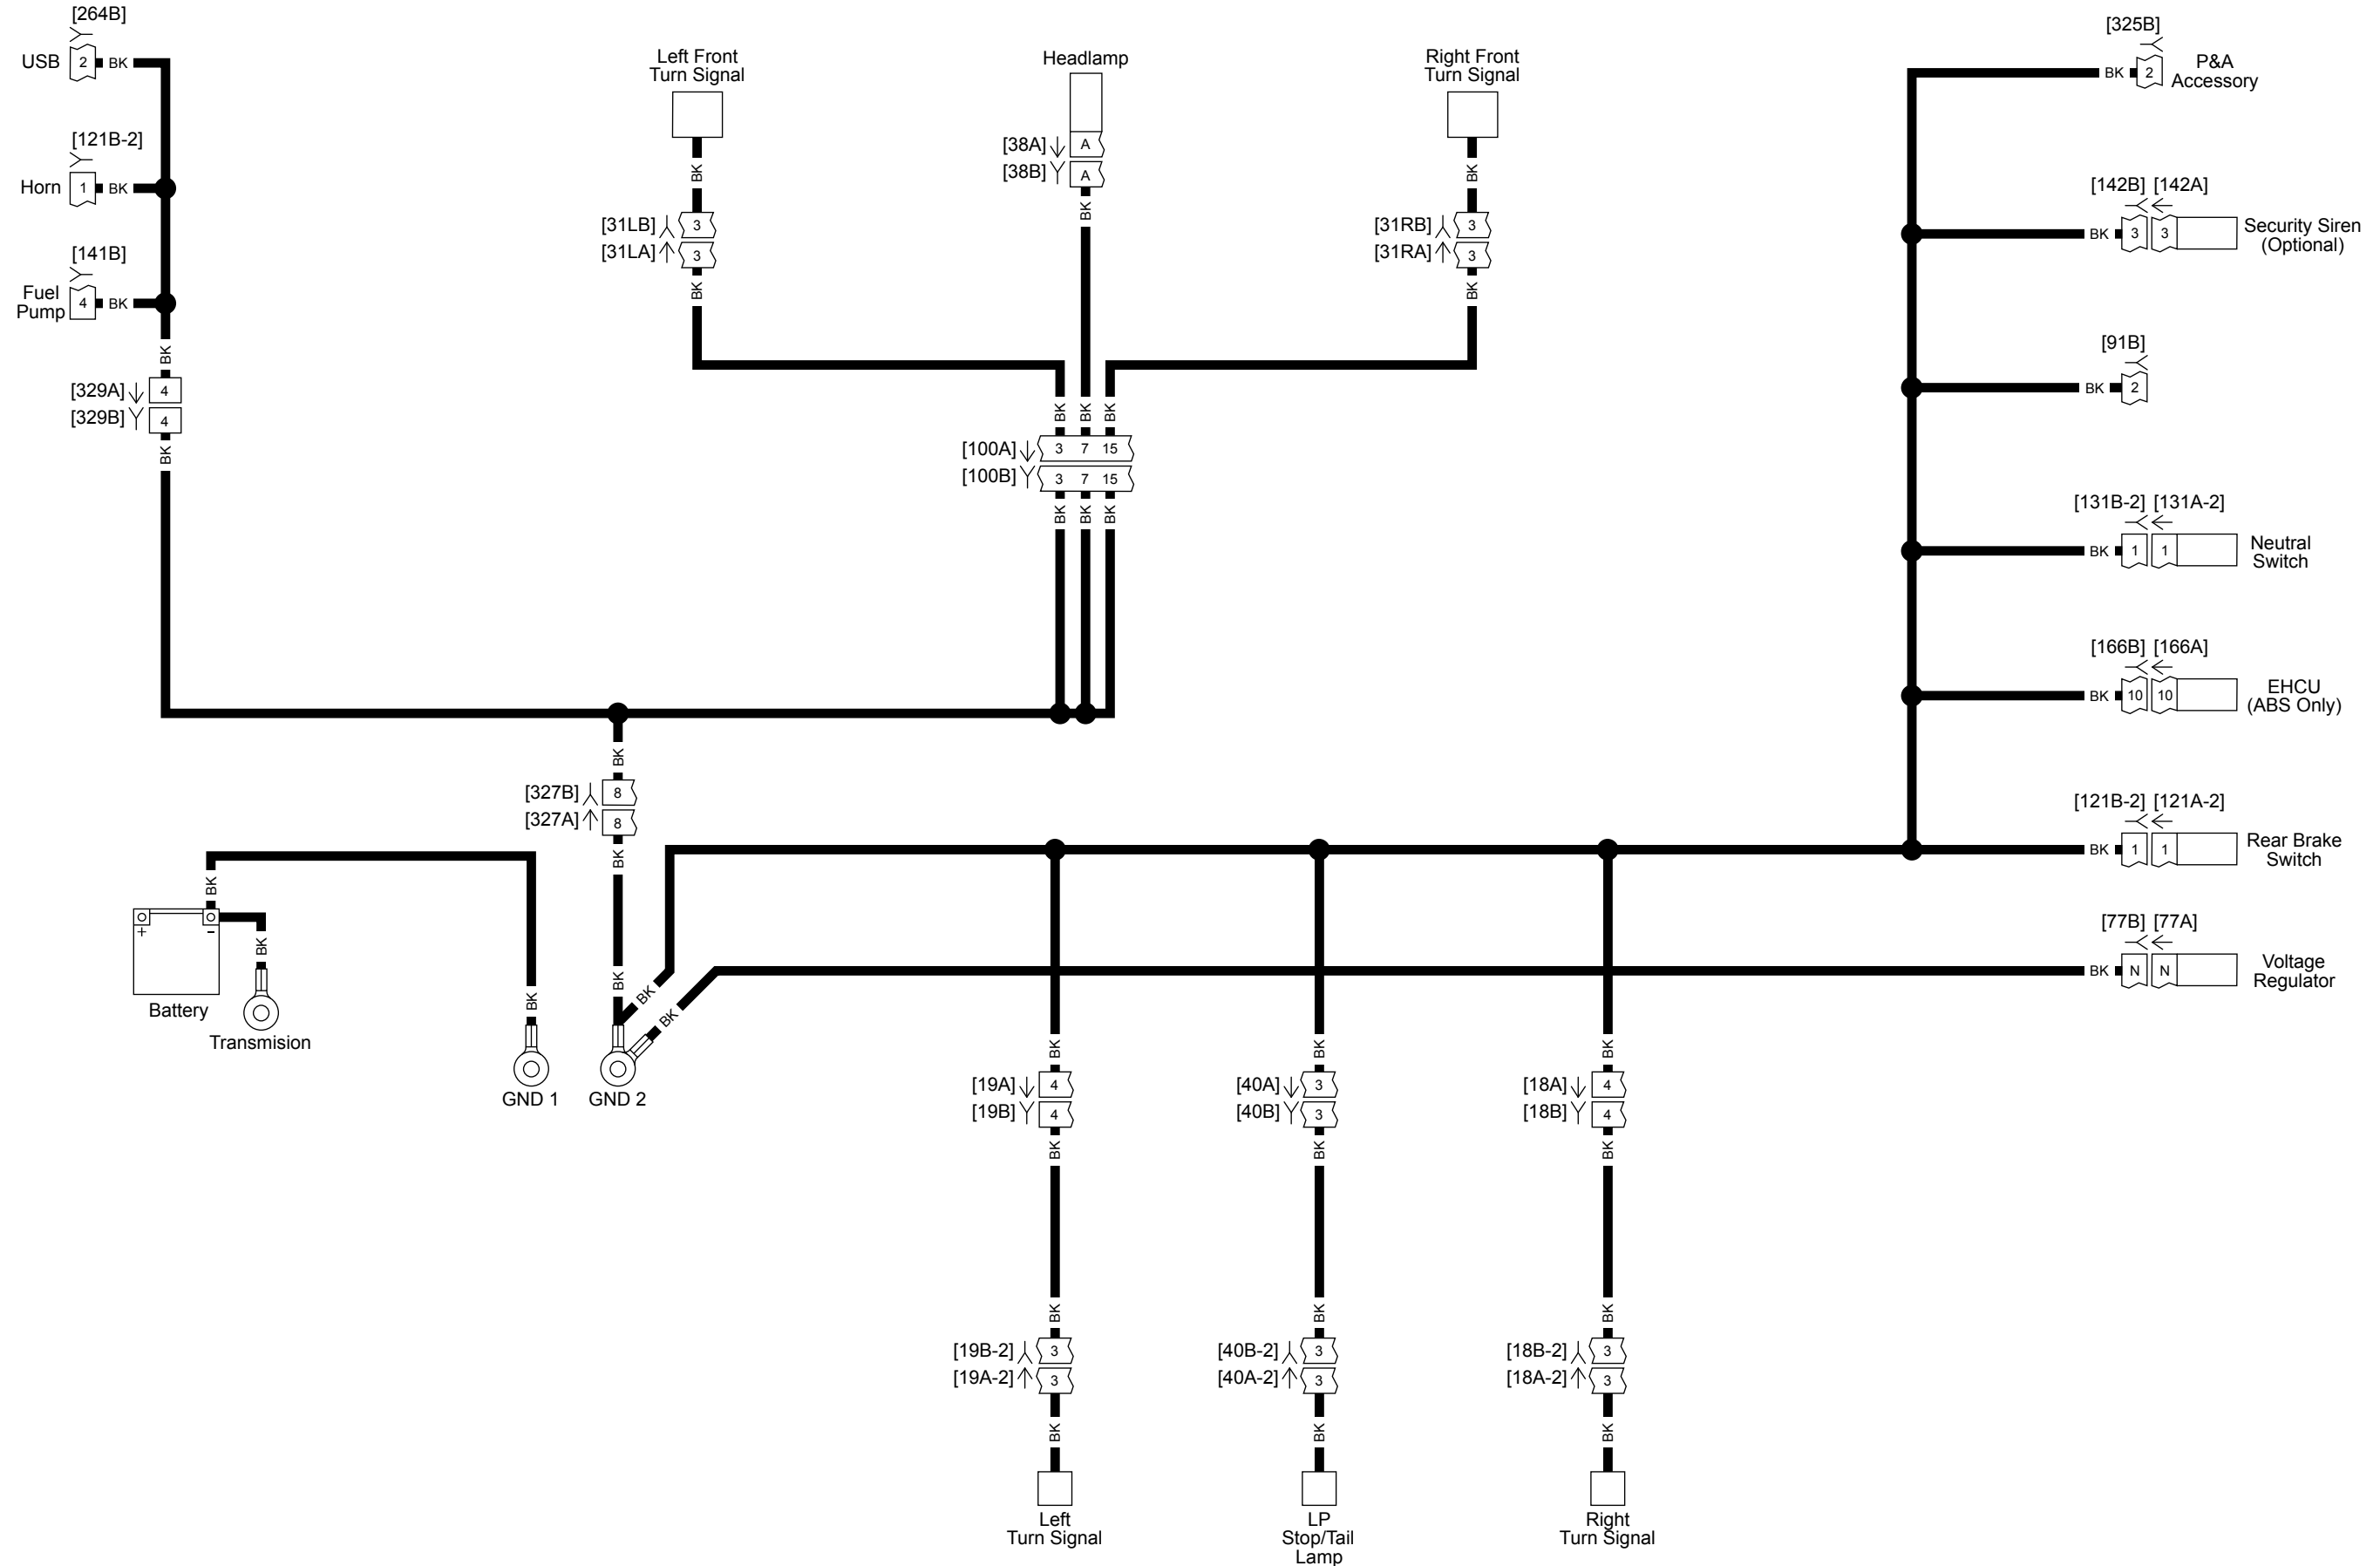 [264B]
USB
2
BK
[121B-2]
Horn
1
BK
[141B]
Fuel
Pump
4
BK
BK
[329A]
4
[329B]
4
BK
Left Front
Turn Signal
BK
[31LB]
3
[31LA]
3
BK
Headlamp
[38A]
A
[38B]
A
BK
Right Front
Turn Signal
BK
[31RB]
3
[31RA]
3
BK
BK BK BK
[100A] 3 7 15
[100B] 3 7 15
BK BK BK
[325B]
BK 2
P&A
Accessory
[142B] [142A]
BK 3 3
Security Siren
(Optional)
[91B]
BK 2
[131B-2] [131A-2]
BK 1 1
Neutral
Switch
[166B] [166A]
BK 10 10
EHCU
(ABS Only)
[121B-2] [121A-2]
BK 1 1
Rear Brake
Switch
[77B] [77A]
BK N N
Voltage
Regulator
BK
[327B] 8
[327A] 8
BK
BK
BK
BK
GND 2
BK
BK
+ -
Battery
BK
Transmision
BK
GND 1
BK
[19A] 4
[19B] 4
BK
BK
[19B-2] 3
[19A-2] 3
BK
Left
Turn Signal
BK
[40A] 3
[40B] 3
BK
BK
[40B-2] 3
[40A-2] 3
BK
LP
Stop/Tail
Lamp
BK
[18A] 4
[18B] 4
BK
BK
[18B-2] 3
[18A-2] 3
BK
Right
Turn Signal